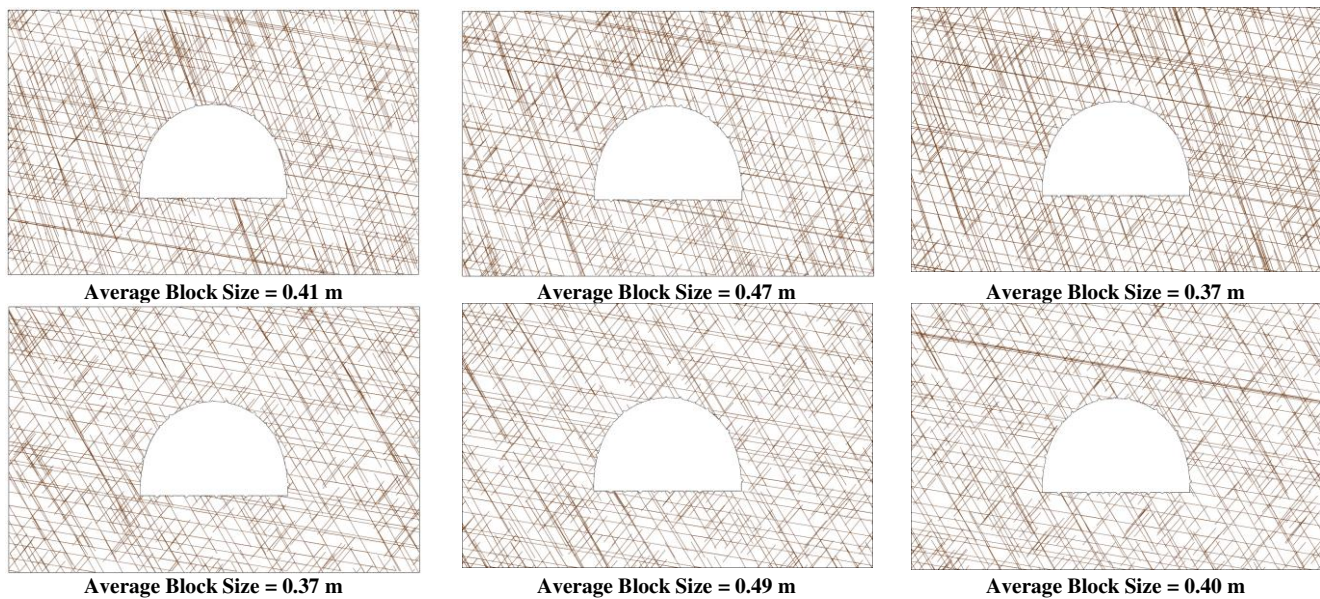 Average Block Size = 0.41 m
Average Block Size = 0.47 m
Average Block Size = 0.37 m
Average Block Size = 0.37 m
Average Block Size = 0.49 m
Average Block Size = 0.40 m